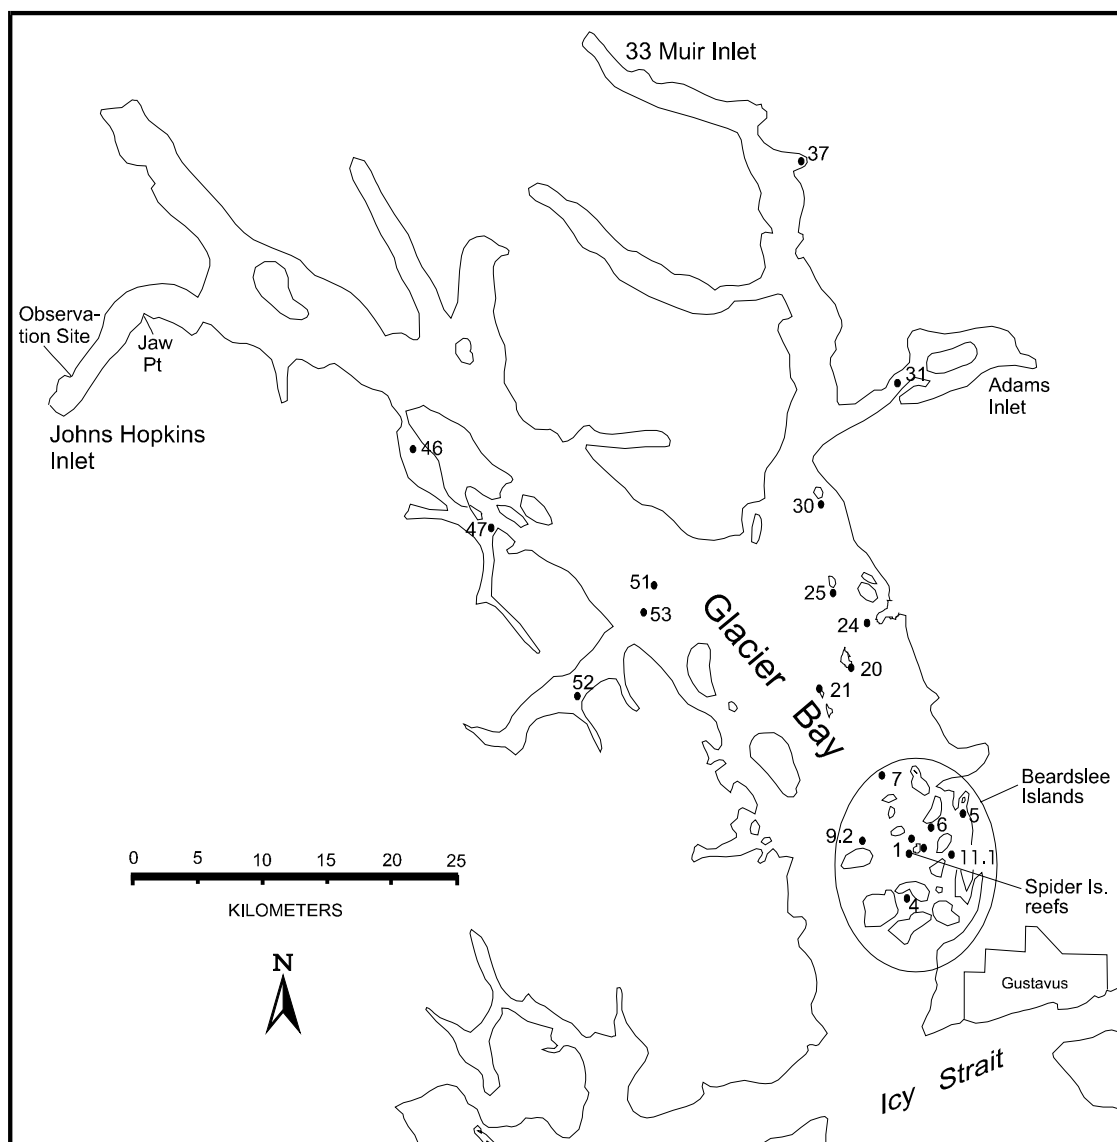 33 Muir Inlet
37
Observa-
tion Site
Jaw
Pt
31
Adams
Inlet
Johns Hopkins
Inlet
46
30
47
51
25
53
Glacier Bay
24
20
52
21
7
Beardslee
Islands
5
6
9.2
1
11.1
0
5
10
15
20
25
Spider Is.
reefs
4
KILOMETERS
N
Gustavus
Icy Strait